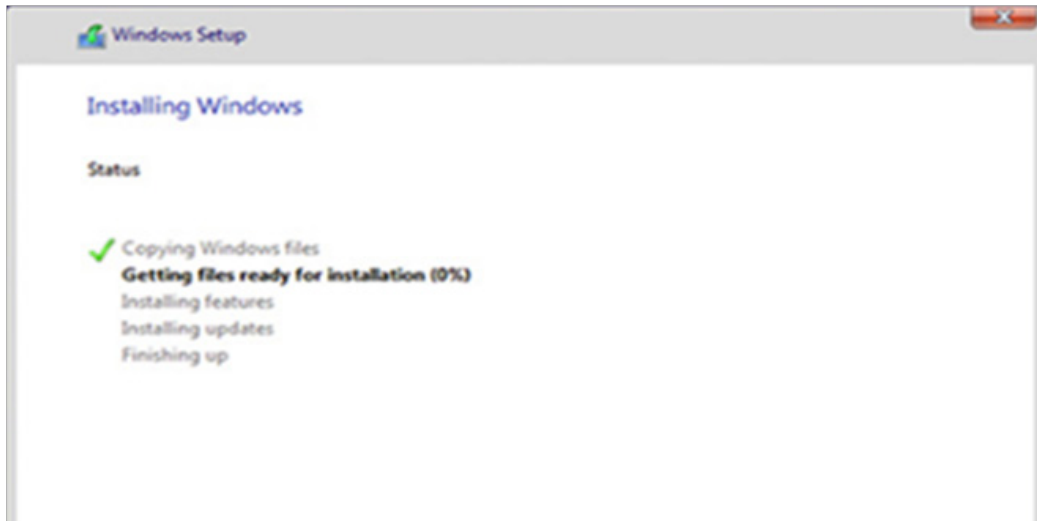 Windows Setup
Installing Windows
Status
Copying Windows files
Getting files ready for installation (0%)
Installing features
Installing updates
Finishing up